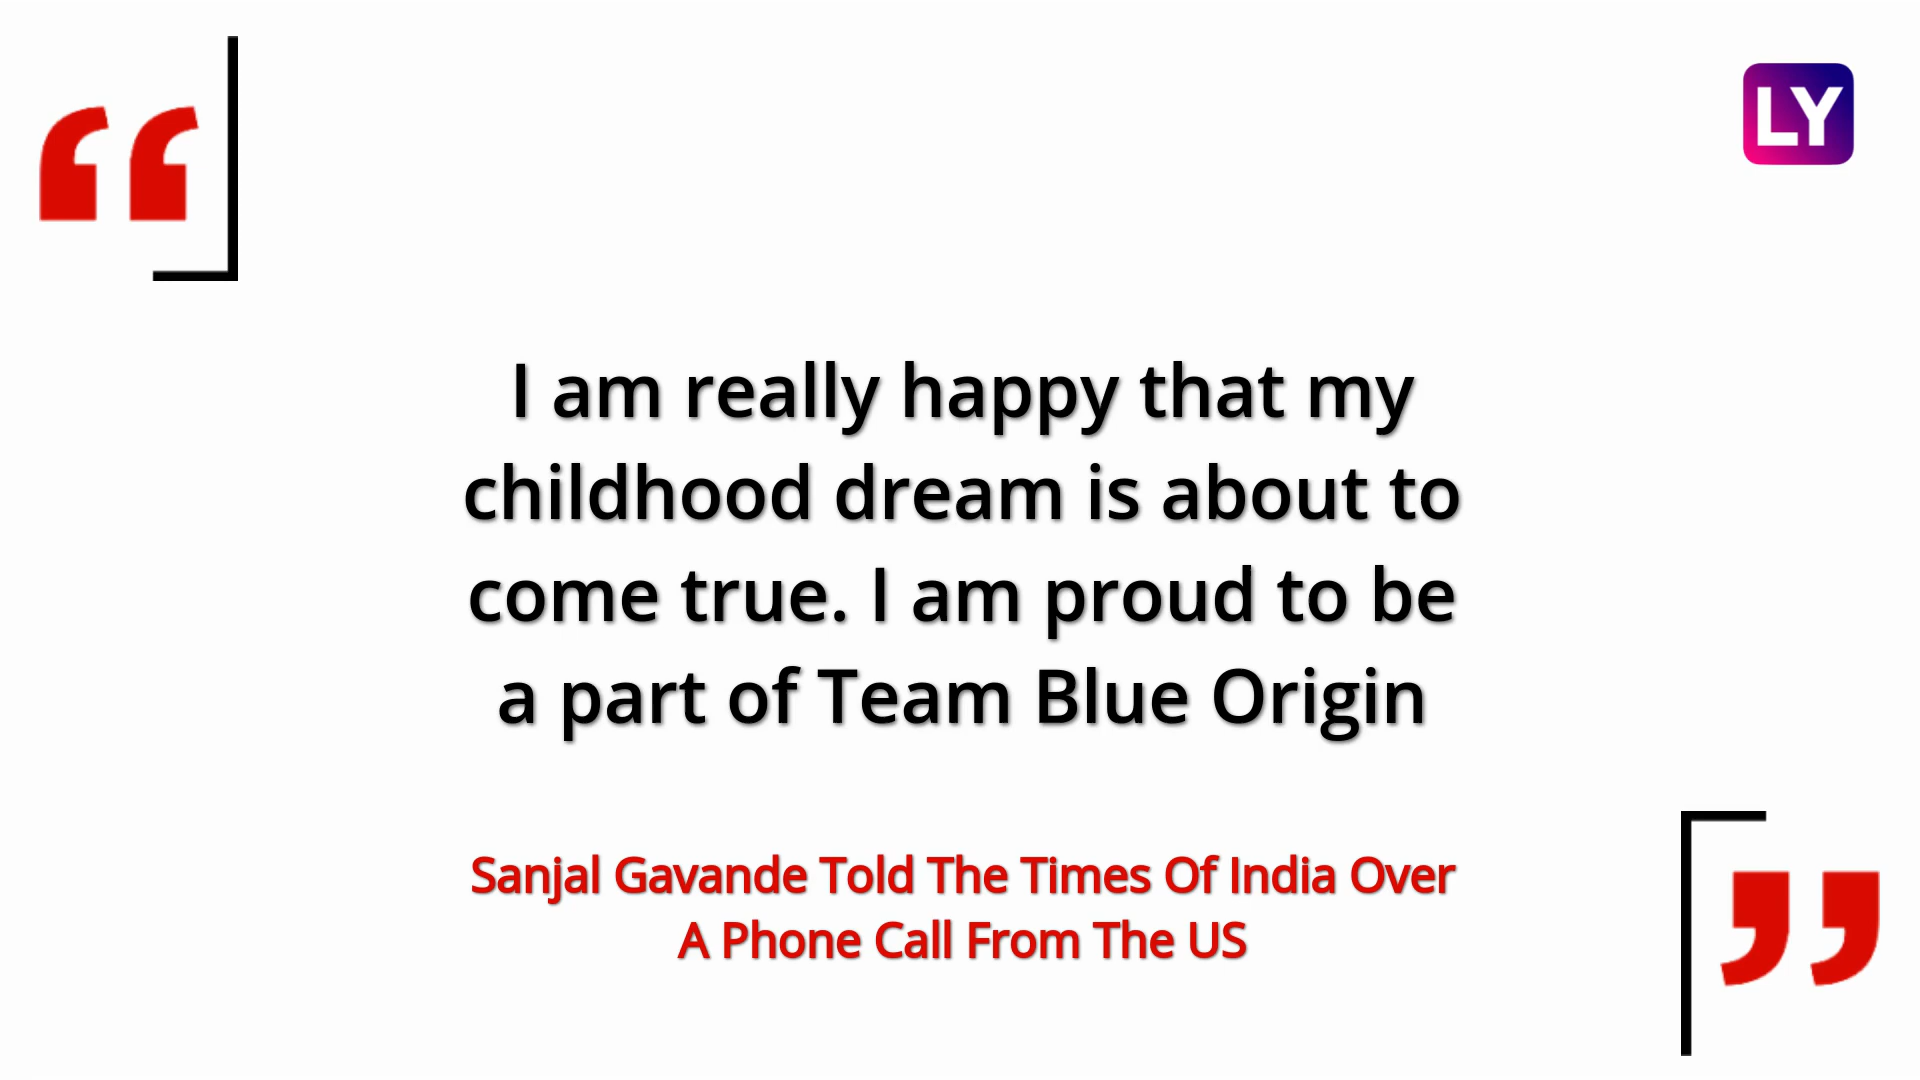 “
LY
I am really happy that my
childhood dream is about to
come true. I am proud to be
a part of Team Blue Origin
Sanjal Gavande Told The Times Of India Over
A Phone Call From The US
”